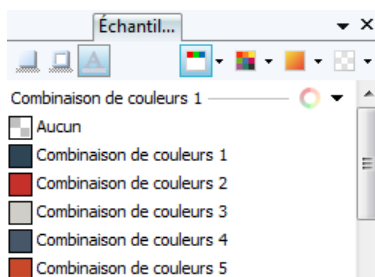 Échantil...
A
Combinaison de couleurs 1
Aucun
Combinaison de couleurs 1
Combinaison de couleurs 2
Combinaison de couleurs 3
Combinaison de couleurs 4
Combinaison de couleurs 5